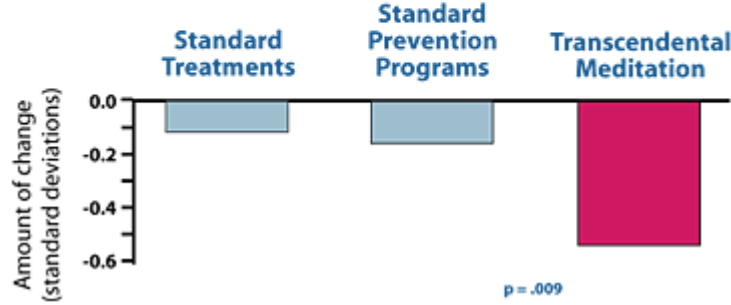 Standard
Treatments
Standard
Prevention
Programs
Transcendental
Meditation
Amount of change
(standard deviations)
0.0
-0.2
-0.4
-0.6
p = .009